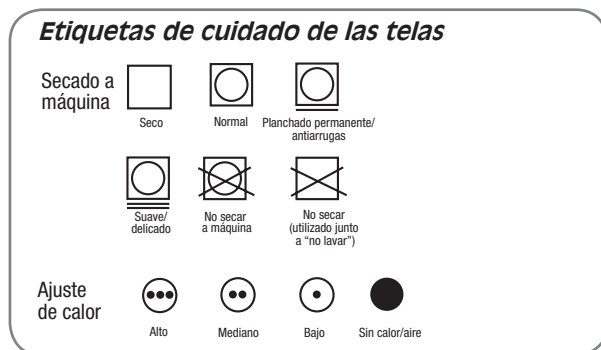 Etiquetas de cuidado de las telas
Secado a
máquina
Seco
Normal
Planchado permanente/
antiarrugas
Suave/
delicado
No secar
a máquina
No secar
(utilizado junto
a “no lavar”)
Ajuste
de calor
Alto
Mediano
Bajo
Sin calor/aire